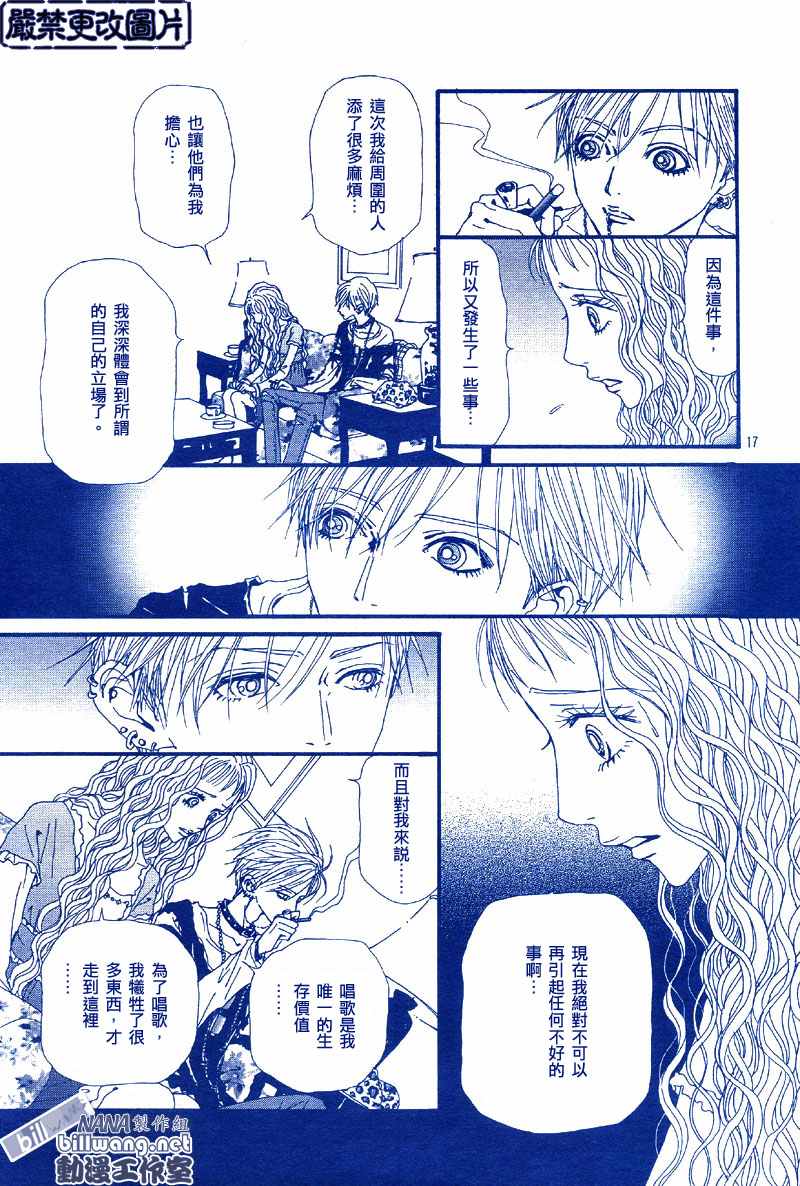 嚴禁更改圖片
因為這件事，
所以又發生了一些事…
17
這次我給周圍的人
添了很多麻煩…
也讓他們為我
擔心…
我深深體會到所謂
的自己的立場了。
現在我絕對不可以
再引起任何不好的
事啊…
而且對我來說……
唱歌是我
唯一的生
存價值
……
為了唱歌，
我犧牲了很
多東西，才
走到這裡
……
NANA製作組
billwang.net
動漫工作室